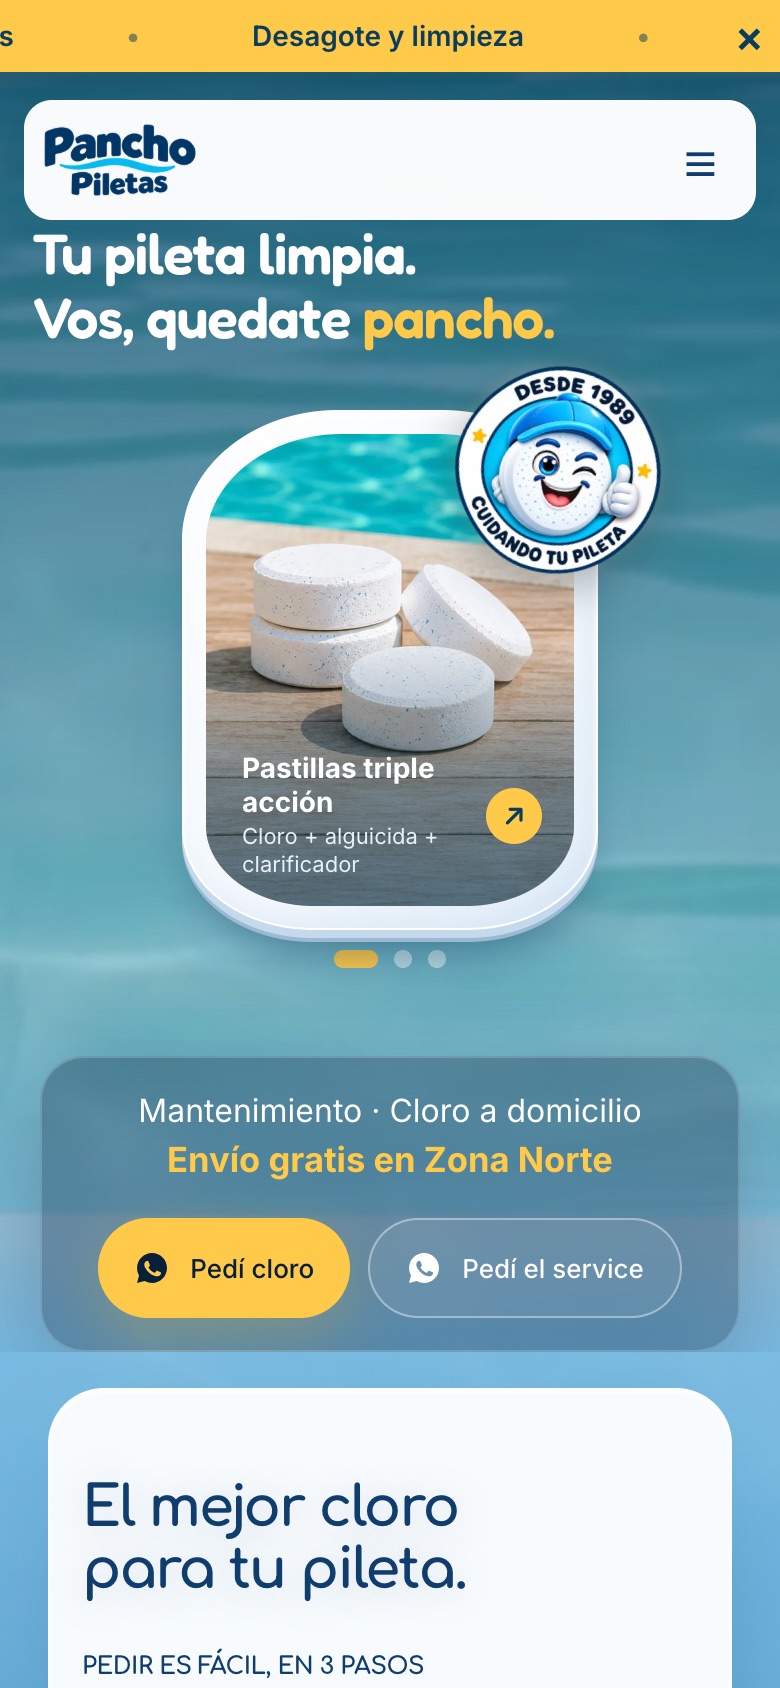 s • Desagote y limpieza •
Pancho
Piletas
Tu pileta limpia.
Vos, quedate pancho.
DESDE 1989
CUIDANDO TU PILETA
Pastillas triple
acción
Cloro + alguicida +
clarificador
Mantenimiento · Cloro a domicilio
Envío gratis en Zona Norte
Pedí cloro
Pedí el service
El mejor cloro
para tu pileta.
PEDIR ES FÁCIL, EN 3 PASOS